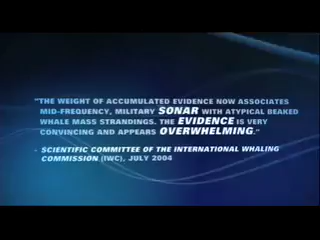 "THE WEIGHT OF ACCUMULATED EVIDENCE NOW ASSOCIATES
MID-FREQUENCY, MILITARY SONAR WITH ATYPICAL BEAKED
WHALE MASS STRANDINGS. THE EVIDENCE IS VERY
CONVINCING AND APPEARS OVERWHELMING."
- SCIENTIFIC COMMITTEE OF THE INTERNATIONAL WHALING
COMMISSION (IWC), JULY 2004